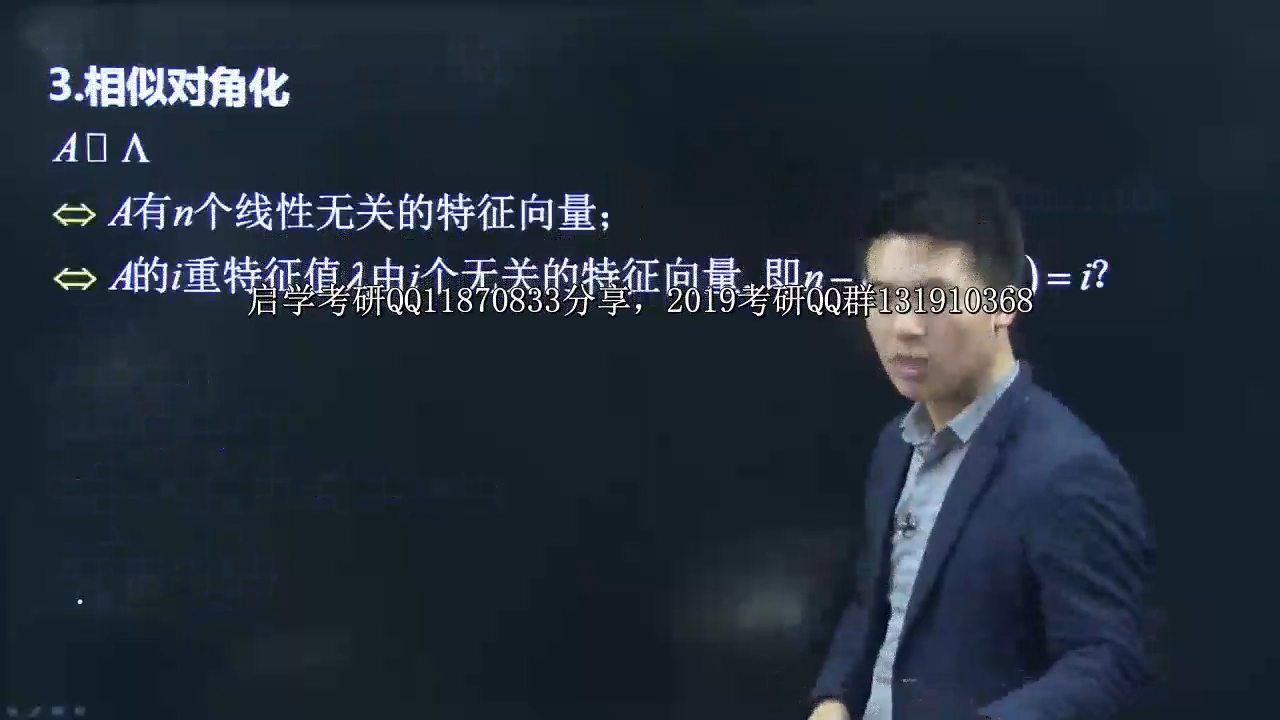 3.相似对角化
A□ Λ
⇔ A有n个线性无关的特征向量；
⇔ A的i重特征值λ由i个无关的特征向量,即n− )=i?
启学考研QQ11870833分享，2019考研QQ群131910368